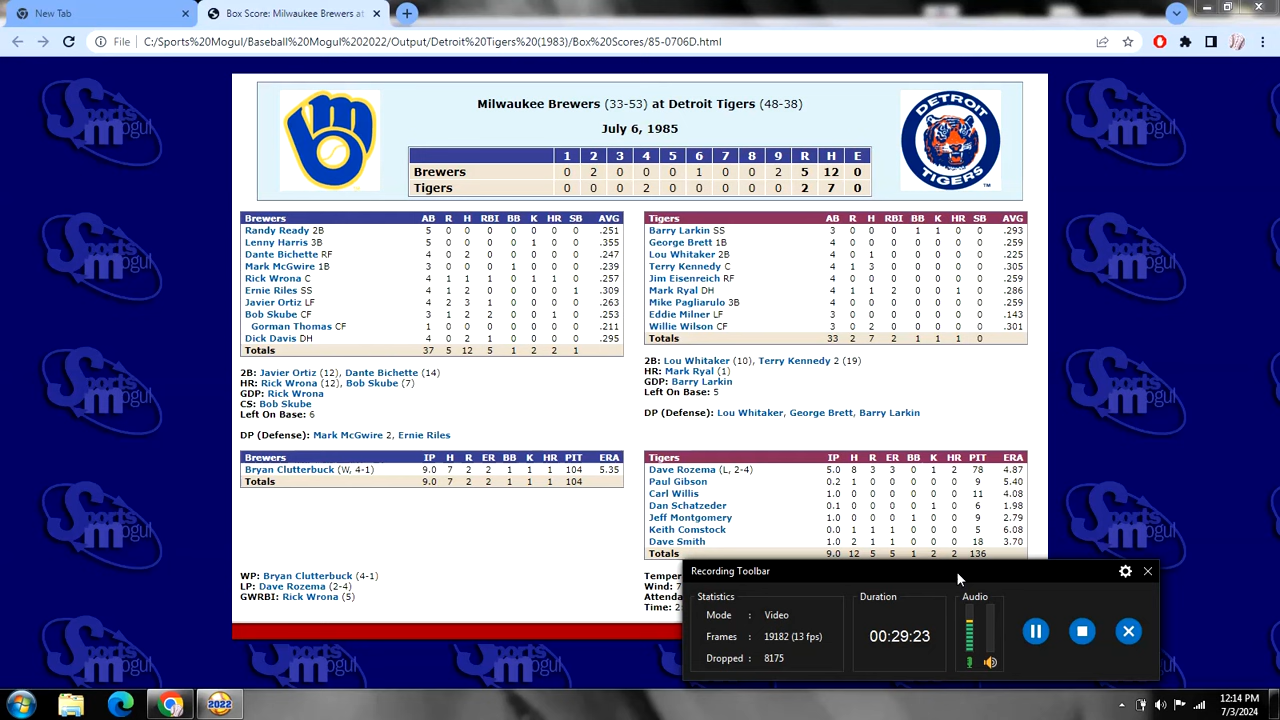 New Tab
Box Score: Milwaukee Brewers at
File C:/Sports%20Mogul/Baseball%20Mogul%202022/Output/Detroit%20Tigers%20(1983)/Box%20Scores/85-0706D.html
Milwaukee Brewers (33-53) at Detroit Tigers (48-38)
July 6, 1985
DETROIT
TIGERS
1 2 3 4 5 6 7 8 9 R H E
Brewers 0 2 0 0 0 1 0 0 2 5 12 0
Tigers 0 0 0 2 0 0 0 0 0 2 7 0
Brewers AB R H RBI BB K HR SB AVG
Randy Ready 2B 5 0 0 0 0 0 0 0 .251
Lenny Harris 3B 5 0 0 0 0 1 0 0 .355
Dante Bichette RF 4 0 2 0 0 0 0 0 .247
Mark McGwire 1B 3 0 0 0 1 0 0 0 .239
Rick Wrona C 4 1 1 1 0 1 1 0 .257
Ernie Riles SS 4 1 2 0 0 0 0 1 .309
Javier Ortiz LF 4 2 3 1 0 0 0 0 .263
Bob Skube CF 3 1 2 2 0 0 1 0 .253
Gorman Thomas CF 1 0 0 0 0 0 0 0 .211
Dick Davis DH 4 0 2 1 0 0 0 0 .295
Totals 37 5 12 5 1 2 2 1
2B: Javier Ortiz (12), Dante Bichette (14)
HR: Rick Wrona (12), Bob Skube (7)
GDP: Rick Wrona
CS: Bob Skube
Left On Base: 6
DP (Defense): Mark McGwire 2, Ernie Riles
Tigers AB R H RBI BB K HR SB AVG
Barry Larkin SS 3 0 0 0 1 1 0 0 .293
George Brett 1B 4 0 0 0 0 0 0 0 .259
Lou Whitaker 2B 4 0 1 0 0 0 0 0 .225
Terry Kennedy C 4 1 3 0 0 0 0 0 .305
Jim Eisenreich RF 4 0 0 0 0 0 0 0 .259
Mark Ryal DH 4 1 1 2 0 0 1 0 .286
Mike Pagliarulo 3B 4 0 0 0 0 0 0 0 .259
Eddie Milner LF 3 0 0 0 0 0 0 0 .143
Willie Wilson CF 3 0 2 0 0 0 0 0 .301
Totals 33 2 7 2 1 1 1 0
2B: Lou Whitaker (10), Terry Kennedy 2 (19)
HR: Mark Ryal (1)
GDP: Barry Larkin
Left On Base: 5
DP (Defense): Lou Whitaker, George Brett, Barry Larkin
Brewers IP H R ER BB K HR PIT ERA
Bryan Clutterbuck (W, 4-1) 9.0 7 2 2 1 1 1 104 5.35
Totals 9.0 7 2 2 1 1 1 104
Tigers IP H R ER BB K HR PIT ERA
Dave Rozema (L, 2-4) 5.0 8 3 3 0 1 2 78 4.87
Paul Gibson 0.2 1 0 0 0 0 0 9 5.40
Carl Willis 1.0 0 0 0 0 0 0 11 4.08
Dan Schatzeder 0.1 0 0 0 0 1 0 6 1.98
Jeff Montgomery 1.0 0 0 0 1 0 0 9 2.79
Keith Comstock 0.0 1 1 1 0 0 0 5 6.08
Dave Smith 1.0 2 1 1 0 0 0 18 3.70
Totals 9.0 12 5 5 1 2 2 136
WP: Bryan Clutterbuck (4-1)
LP: Dave Rozema (2-4)
GWRBI: Rick Wrona (5)
Wind: 7
Time: 2
Recording Toolbar
Statistics
Mode : Video
Frames : 19182 (13 fps)
Dropped : 8175
Duration
00:29:23
Audio
Sports Mogul
2022
12:14 PM
7/3/2024